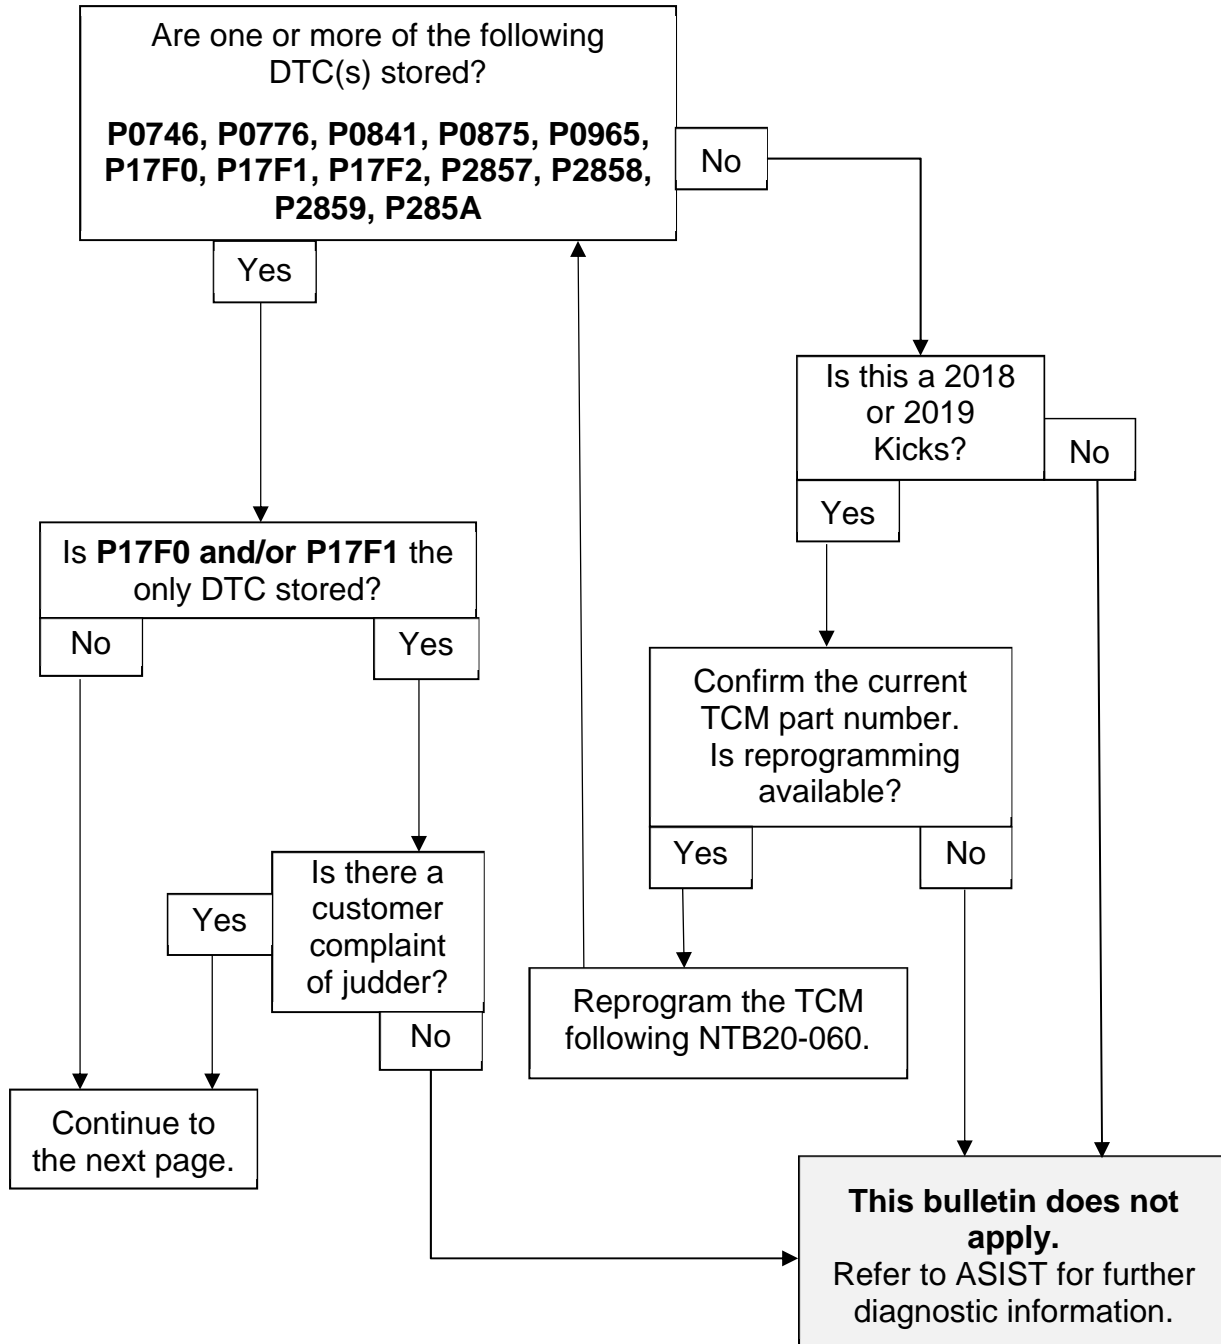 Are one or more of the following
DTC(s) stored?
P0746, P0776, P0841, P0875, P0965,
P17F0, P17F1, P17F2, P2857, P2858,
P2859, P285A
No
Yes
Is this a 2018
or 2019
Kicks?
No
Yes
Is P17F0 and/or P17F1 the
only DTC stored?
No
Yes
Confirm the current
TCM part number.
Is reprogramming
available?
Yes
No
Is there a
customer
complaint
of judder?
Yes
No
Reprogram the TCM
following NTB20-060.
Continue to
the next page.
This bulletin does not
apply.
Refer to ASIST for further
diagnostic information.